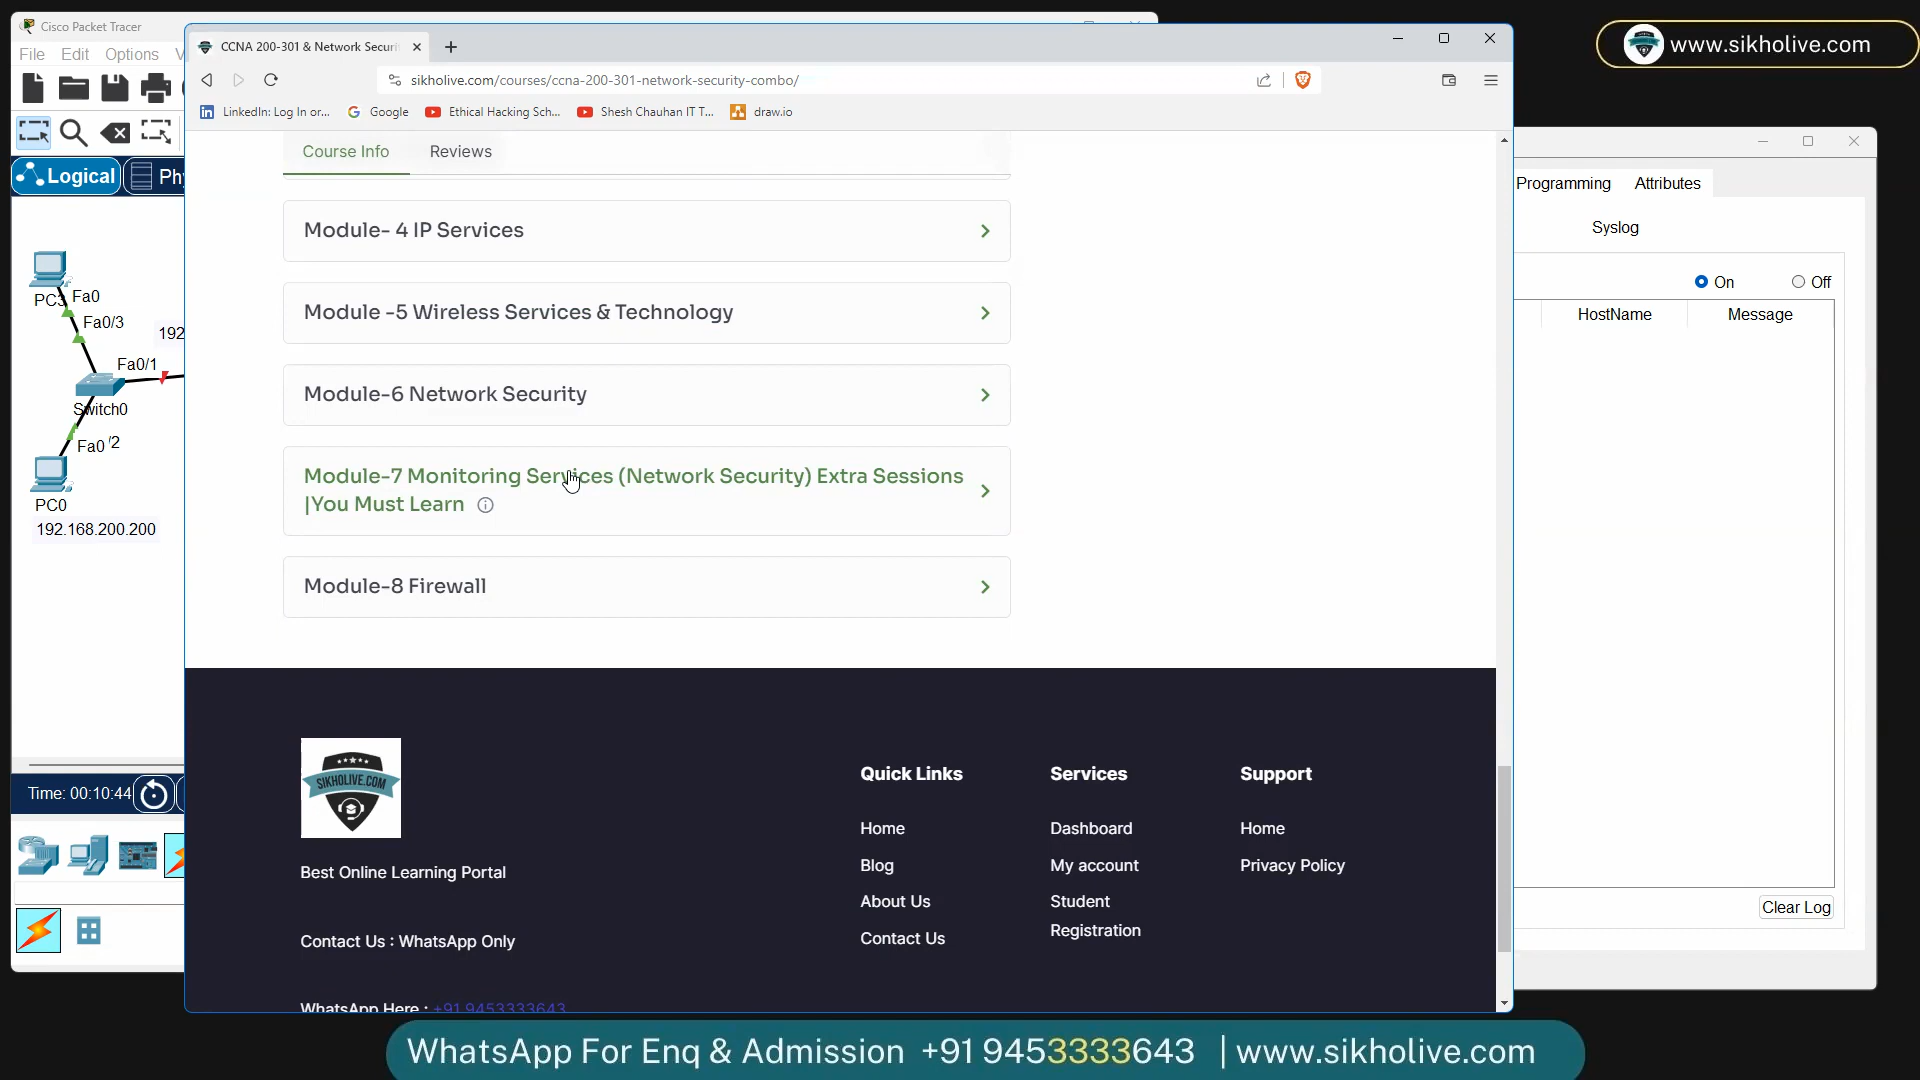 Cisco Packet Tracer
File Edit Options V
Logical
Phy
PC3
Fa0
Fa0/3
192
Fa0/1
Switch0
Fa0 /2
PC0
192.168.200.200
Time: 00:10:44
CCNA 200-301 & Network Securi
sikholive.com/courses/ccna-200-301-network-security-combo/
LinkedIn: Log In or...
Google
Ethical Hacking Sch...
Shesh Chauhan IT T...
draw.io
Course Info
Reviews
Module- 4 IP Services
Module -5 Wireless Services & Technology
Module-6 Network Security
Module-7 Monitoring Services (Network Security) Extra Sessions
|You Must Learn
Module-8 Firewall
SIKHOLIVE.COM
Best Online Learning Portal
Contact Us : WhatsApp Only
WhatsApp Here : +91 9453333643
Quick Links
Home
Blog
About Us
Contact Us
Services
Dashboard
My account
Student
Registration
Support
Home
Privacy Policy
www.sikholive.com
Programming
Attributes
Syslog
On
Off
HostName
Message
Clear Log
WhatsApp For Enq & Admission +91 9453333643 | www.sikholive.com